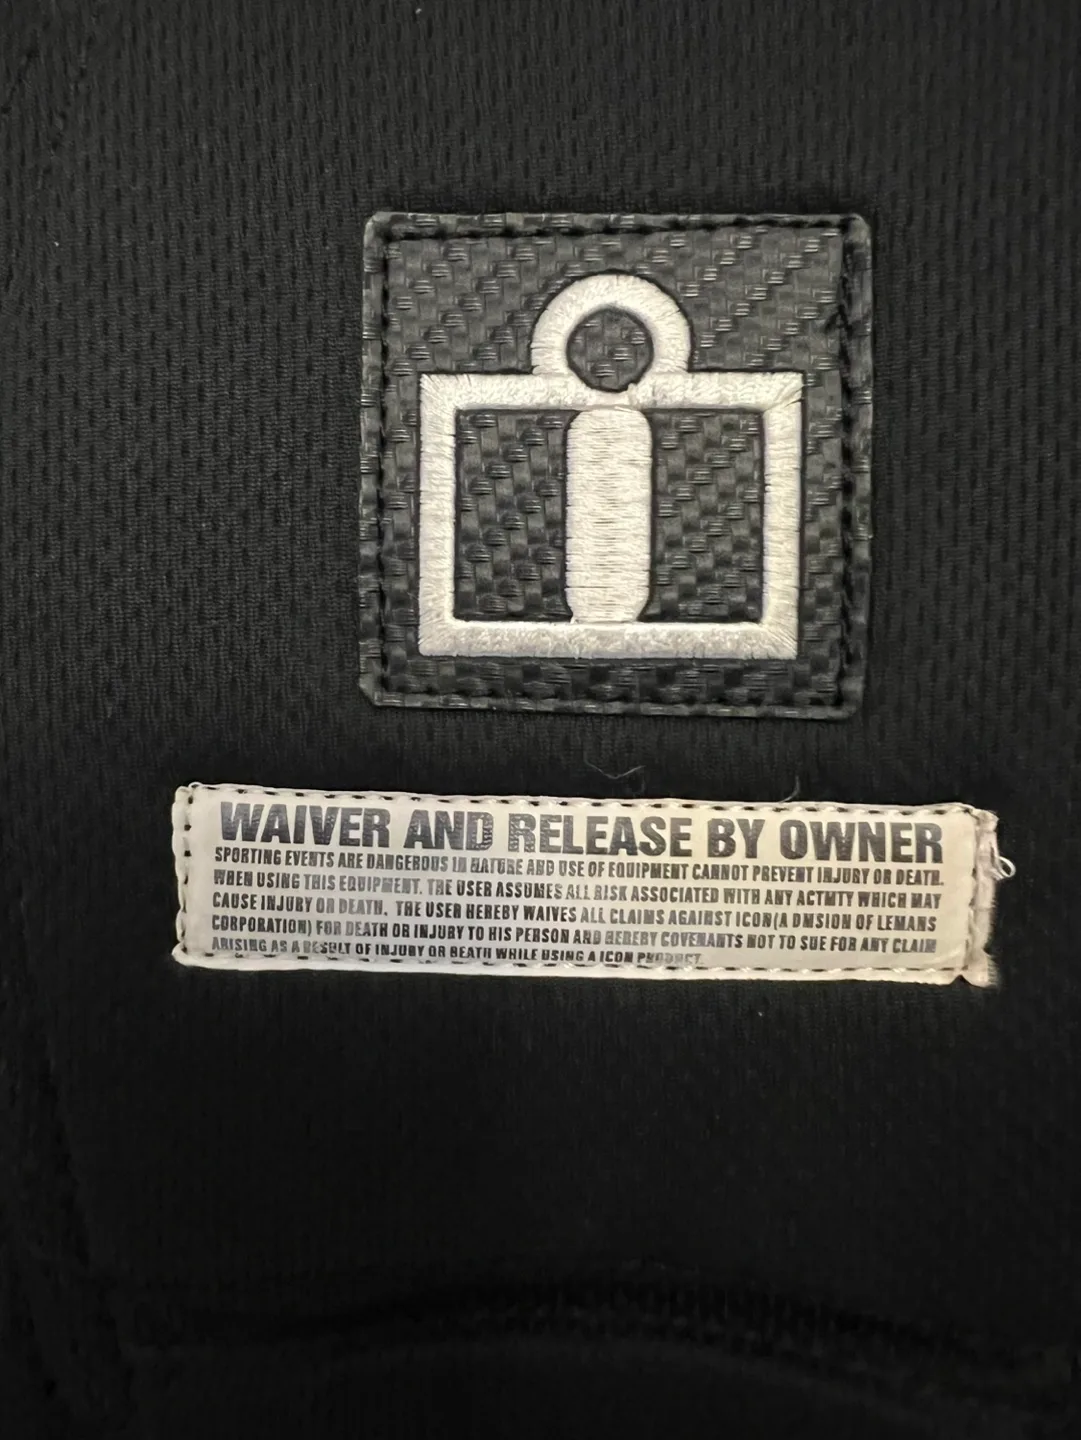 WAIVER AND RELEASE BY OWNER
SPORTING EVENTS ARE DANGEROUS IN NATURE AND USE OF EQUIPMENT CANNOT PREVENT INJURY OR DEATH.
WHEN USING THIS EQUIPMENT. THE USER ASSUMES ALL RISK ASSOCIATED WITH ANY ACTMTY WHICH MAY
CAUSE INJURY OR DEATH. THE USER HEREBY WAIVES ALL CLAIMS AGAINST ICON(A DMSION OF LEMANS
CORPORATION) FOR DEATH OR INJURY TO HIS PERSON AND HEREBY COVENANTS NOT TO SUE FOR ANY CLAIM
ARISING AS A RESULT OF INJURY OR DEATH WHILE USING A ICON PRODUCT.